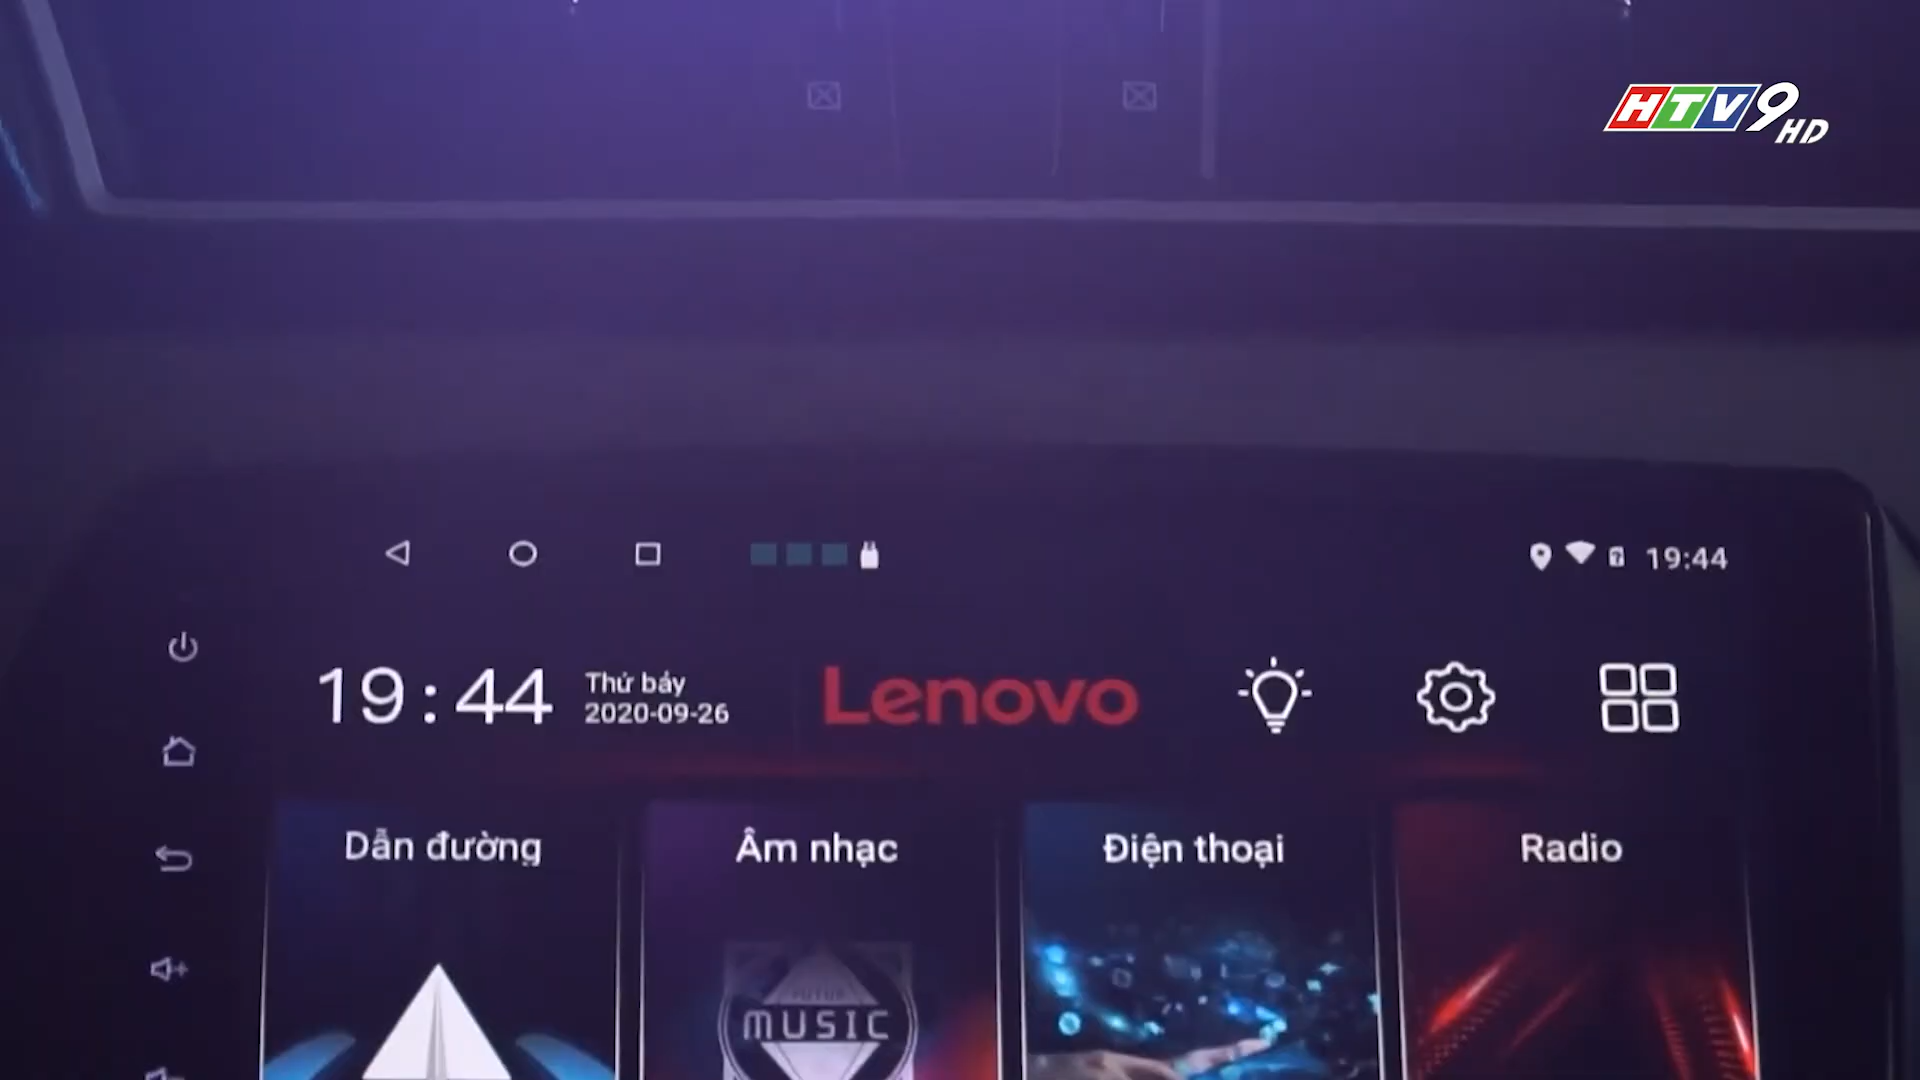 HTV9 HD
19:44
19:44
Thứ bảy
2020-09-26
Lenovo
Dẫn đường
Âm nhạc
Điện thoại
Radio
MUSIC